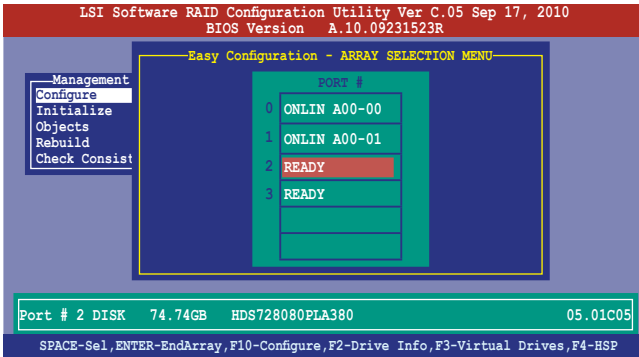 LSI Software RAID Configuration Utility Ver C.05 Sep 17, 2010
BIOS Version A.10.09231523R
Easy Configuration - ARRAY SELECTION MENU
Management
Configure
Initialize
Objects
Rebuild
Check Consist
PORT #
0 ONLIN A00-00
1 ONLIN A00-01
2 READY
3 READY
Port # 2 DISK 74.74GB HDS728080PLA380 05.01C05
SPACE-Sel,ENTER-EndArray,F10-Configure,F2-Drive Info,F3-Virtual Drives,F4-HSP